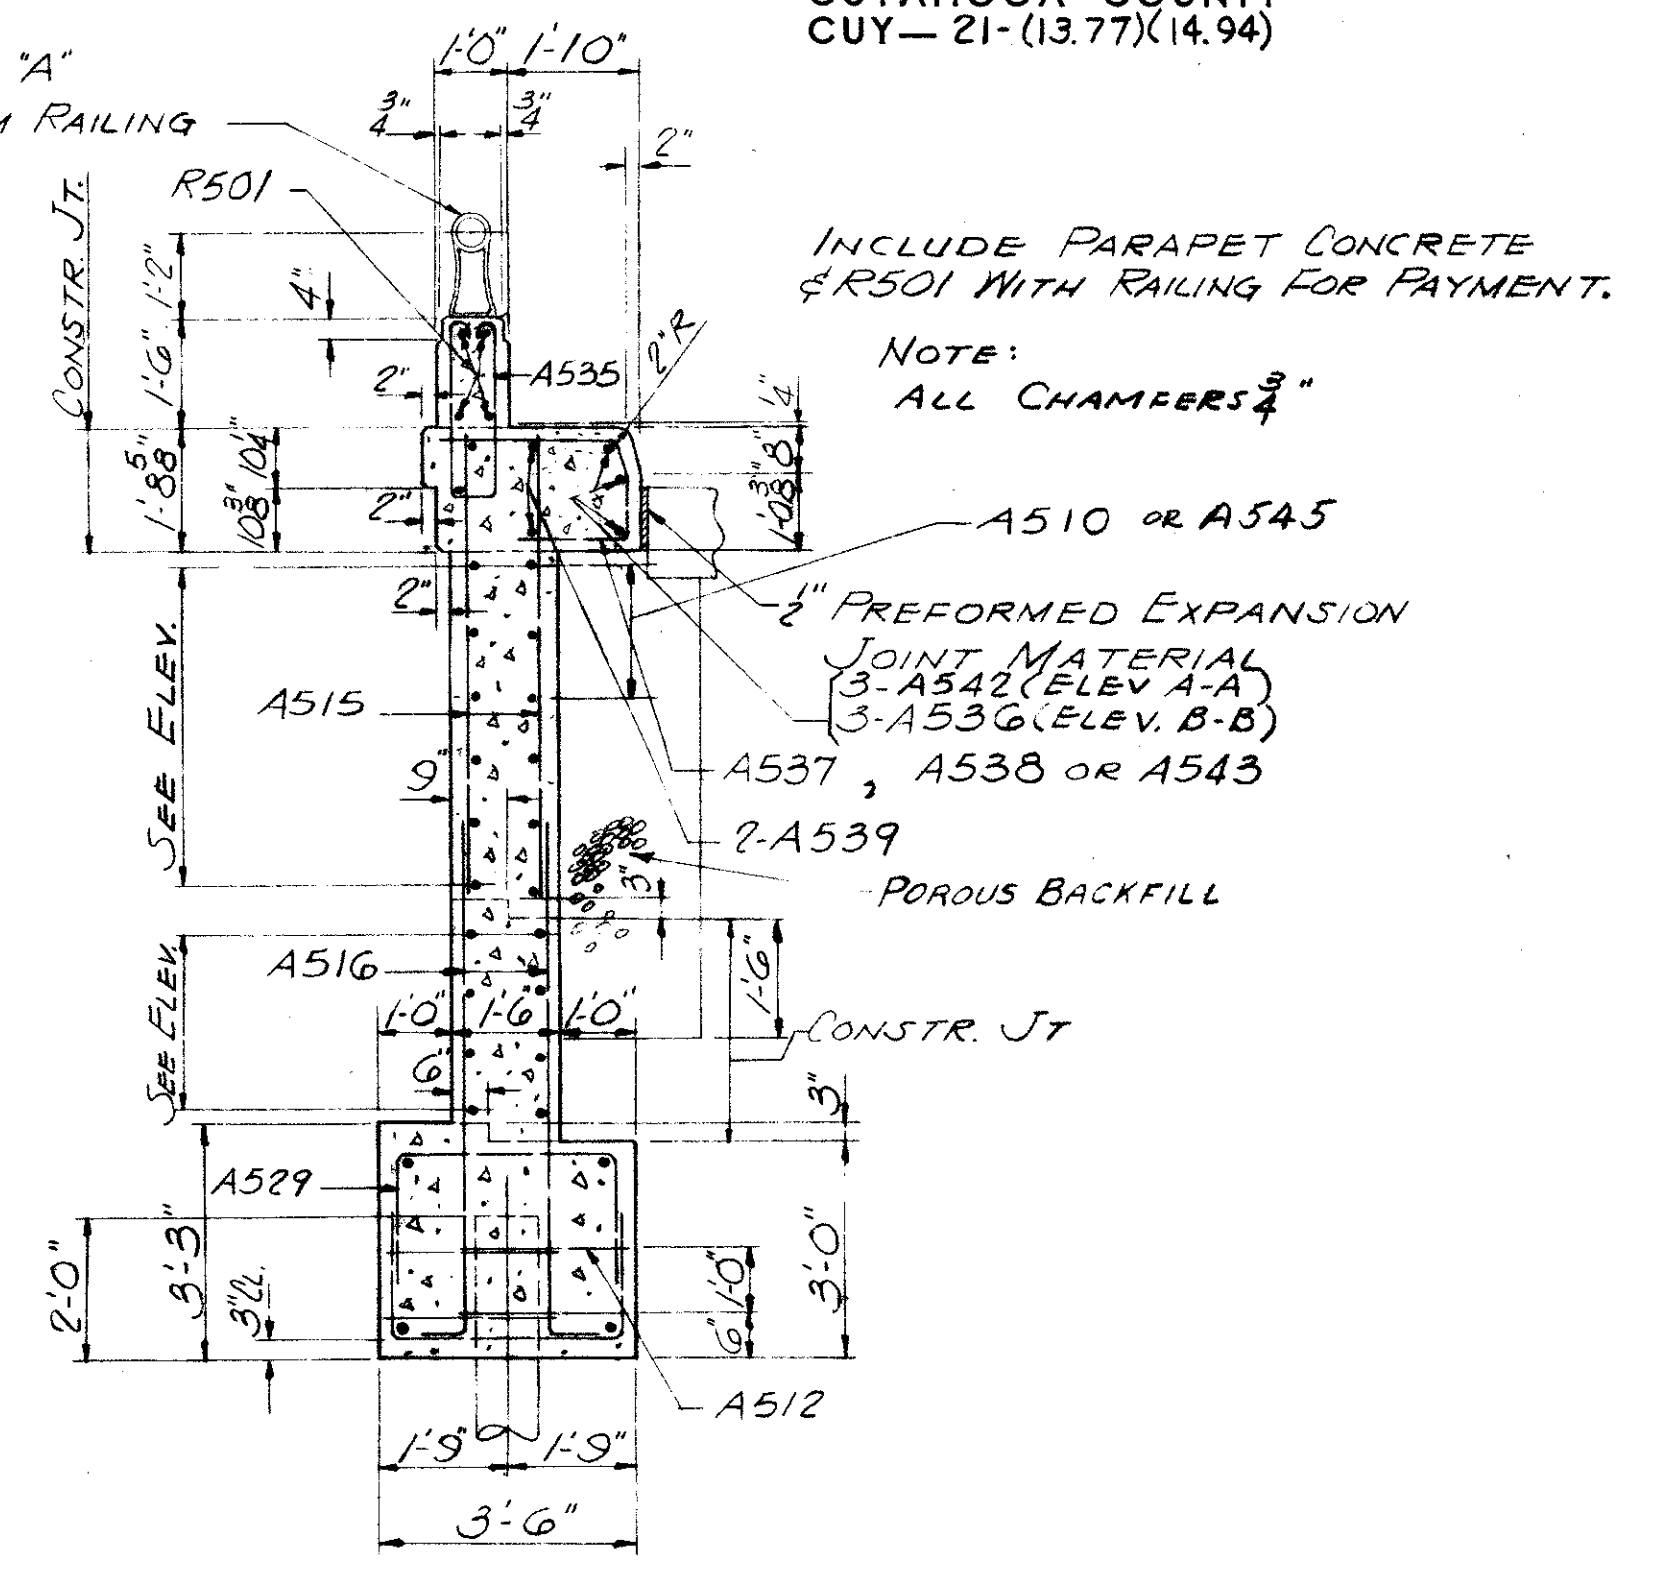 CUYAHOGA COUNTY
CUY— 21-(13.77)(14.94)
"A"
RAILING
1'-0" 1'-10"
3/4" 3/4"
2"
R501
CONSTR. JT.
1'-2"
4"
1'-6"
INCLUDE PARAPET CONCRETE
& R501 WITH RAILING FOR PAYMENT.
NOTE:
ALL CHAMFERS 3/4"
2"R
A535
2"
1/4"
1'-8 5/8"
10 1/4"
8"
10 3/8"
1'-0 3/8"
2"
A510 OR A545
2"
1/2" PREFORMED EXPANSION
JOINT MATERIAL
3-A542 (ELEV A-A)
3-A536 (ELEV. B-B)
SEE ELEV.
A515
9"
A537, A538 OR A543
2-A539
3"
POROUS BACKFILL
SEE ELEV.
A516
1'-6"
1'-0" 1'-6" 1'-0"
CONSTR. JT
6"
3"
A529
2'-0"
3'-3"
3"CL.
1'-0"
6"
3'-0"
A512
1'-9" 1'-9"
3'-6"